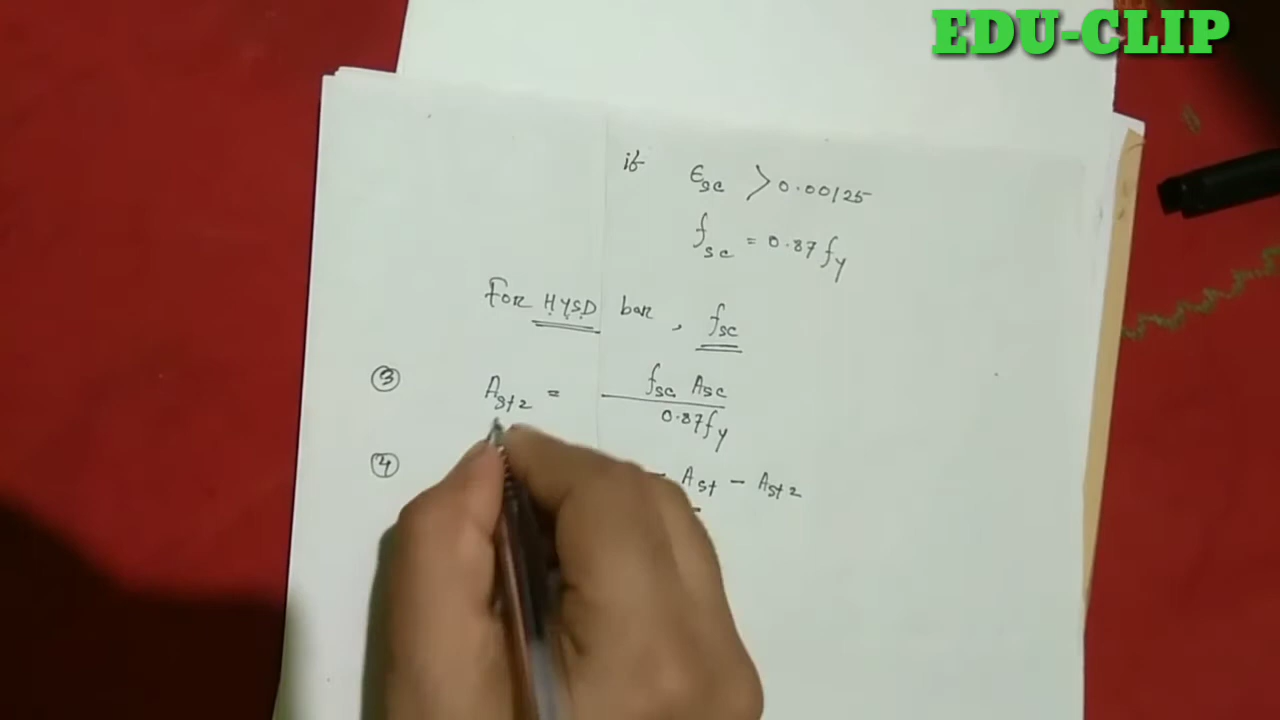 EDU-CLIP
if ϵsc > 0.00125
fsc = 0.87 fy
For HYSD bar, fsc
③ Ast2 = fsc Asc / 0.87fy
④ = Ast - Ast2